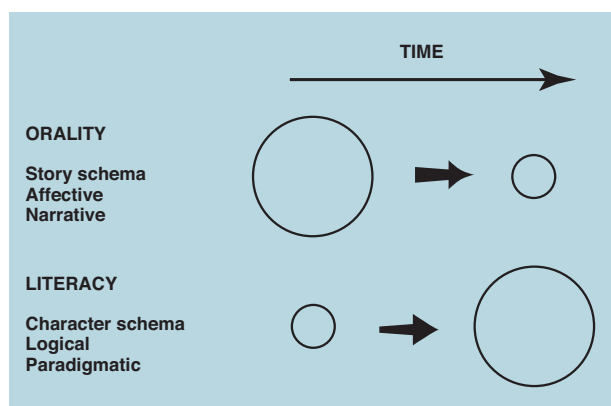 TIME
ORALITY
Story schema
Affective
Narrative
LITERACY
Character schema
Logical
Paradigmatic